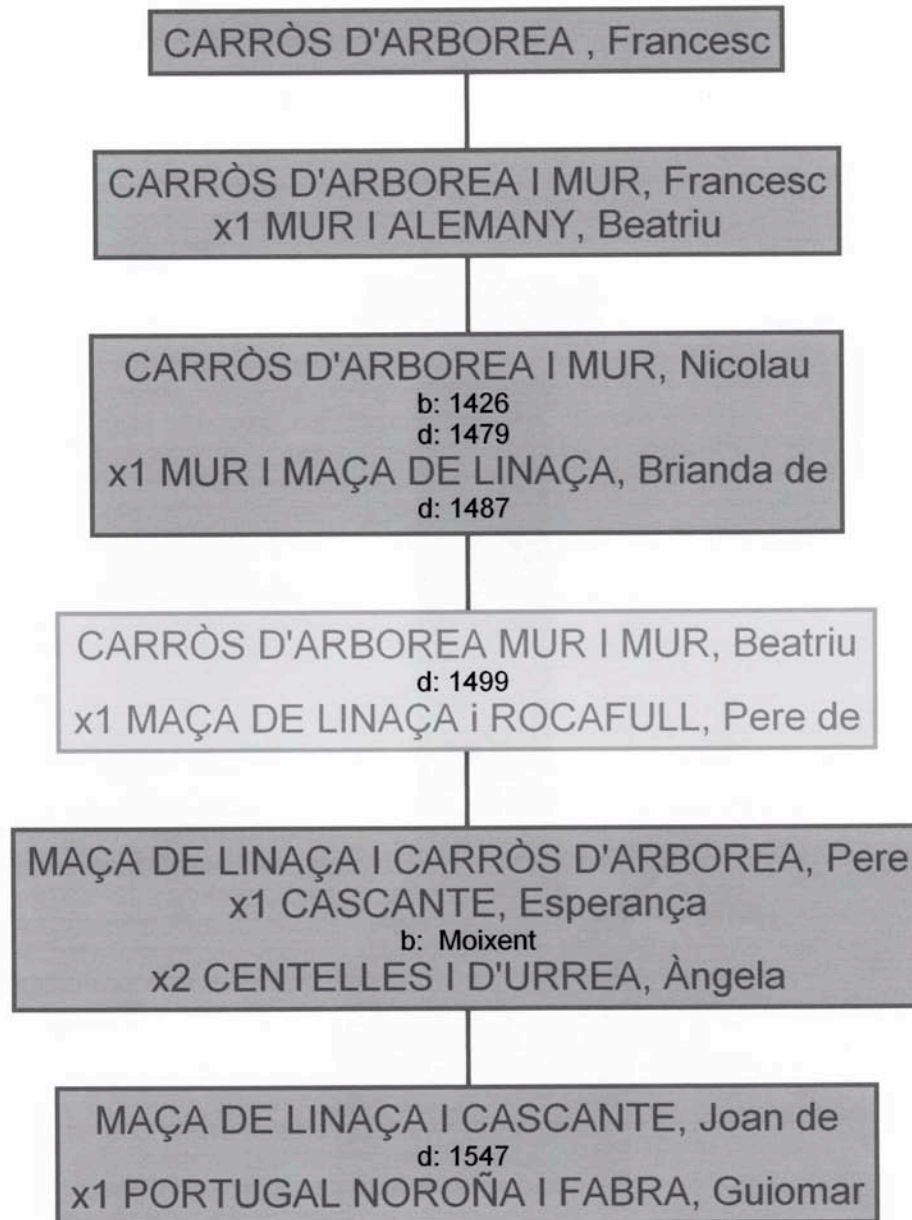 CARRÒS D'ARBOREA , Francesc
CARRÒS D'ARBOREA I MUR, Francesc
x1 MUR I ALEMANY, Beatriu
CARRÒS D'ARBOREA I MUR, Nicolau
b: 1426
d: 1479
x1 MUR I MAÇA DE LINAÇA, Brianda de
d: 1487
CARRÒS D'ARBOREA MUR I MUR, Beatriu
d: 1499
x1 MAÇA DE LINAÇA i ROCAFULL, Pere de
MAÇA DE LINAÇA I CARRÒS D'ARBOREA, Pere
x1 CASCANTE, Esperança
b: Moixent
x2 CENTELLES I D'URREA, Àngela
MAÇA DE LINAÇA I CASCANTE, Joan de
d: 1547
x1 PORTUGAL NOROÑA I FABRA, Guiomar